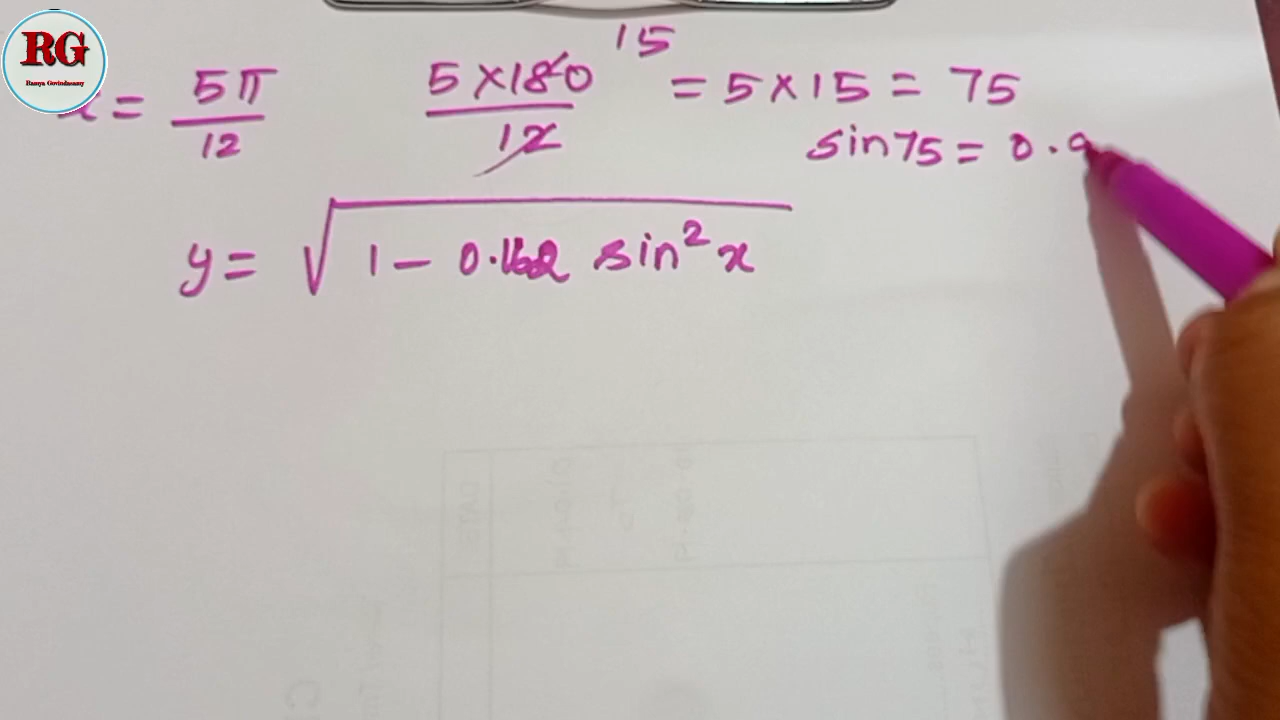 RG
Ramya Govindasamy
x = 5π/12   5×180/12   15   = 5×15 = 75
sin75 = 0.9
y = √(1 - 0.162 sin²x)